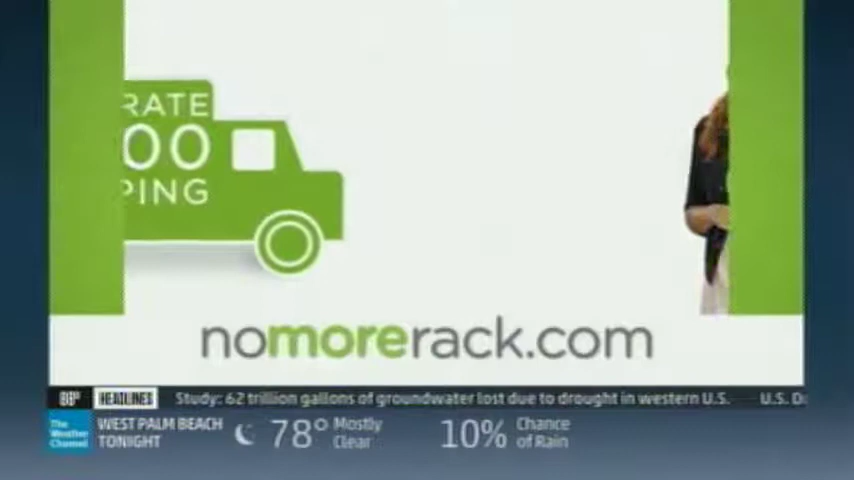 RATE
00
PING
nomorerack.com
88° HEADLINES Study: 62 trillion gallons of groundwater lost due to drought in western U.S. U.S. D
The Weather Channel
WEST PALM BEACH TONIGHT
78° Mostly Clear
10% Chance of Rain